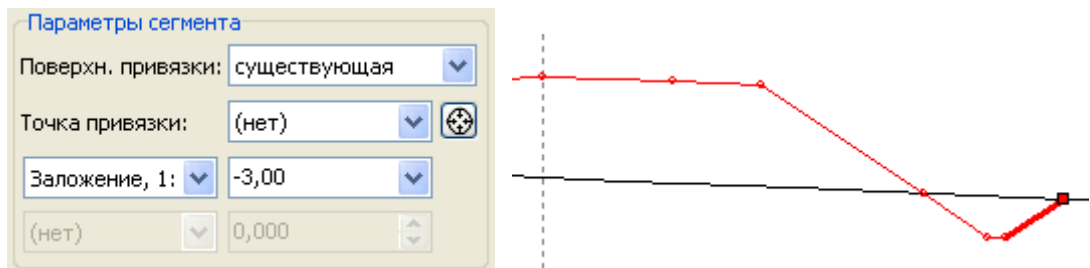 Параметры сегмента
Поверхн. привязки: существующая
Точка привязки: (нет)
Заложение, 1: -3,00
(нет) 0,000